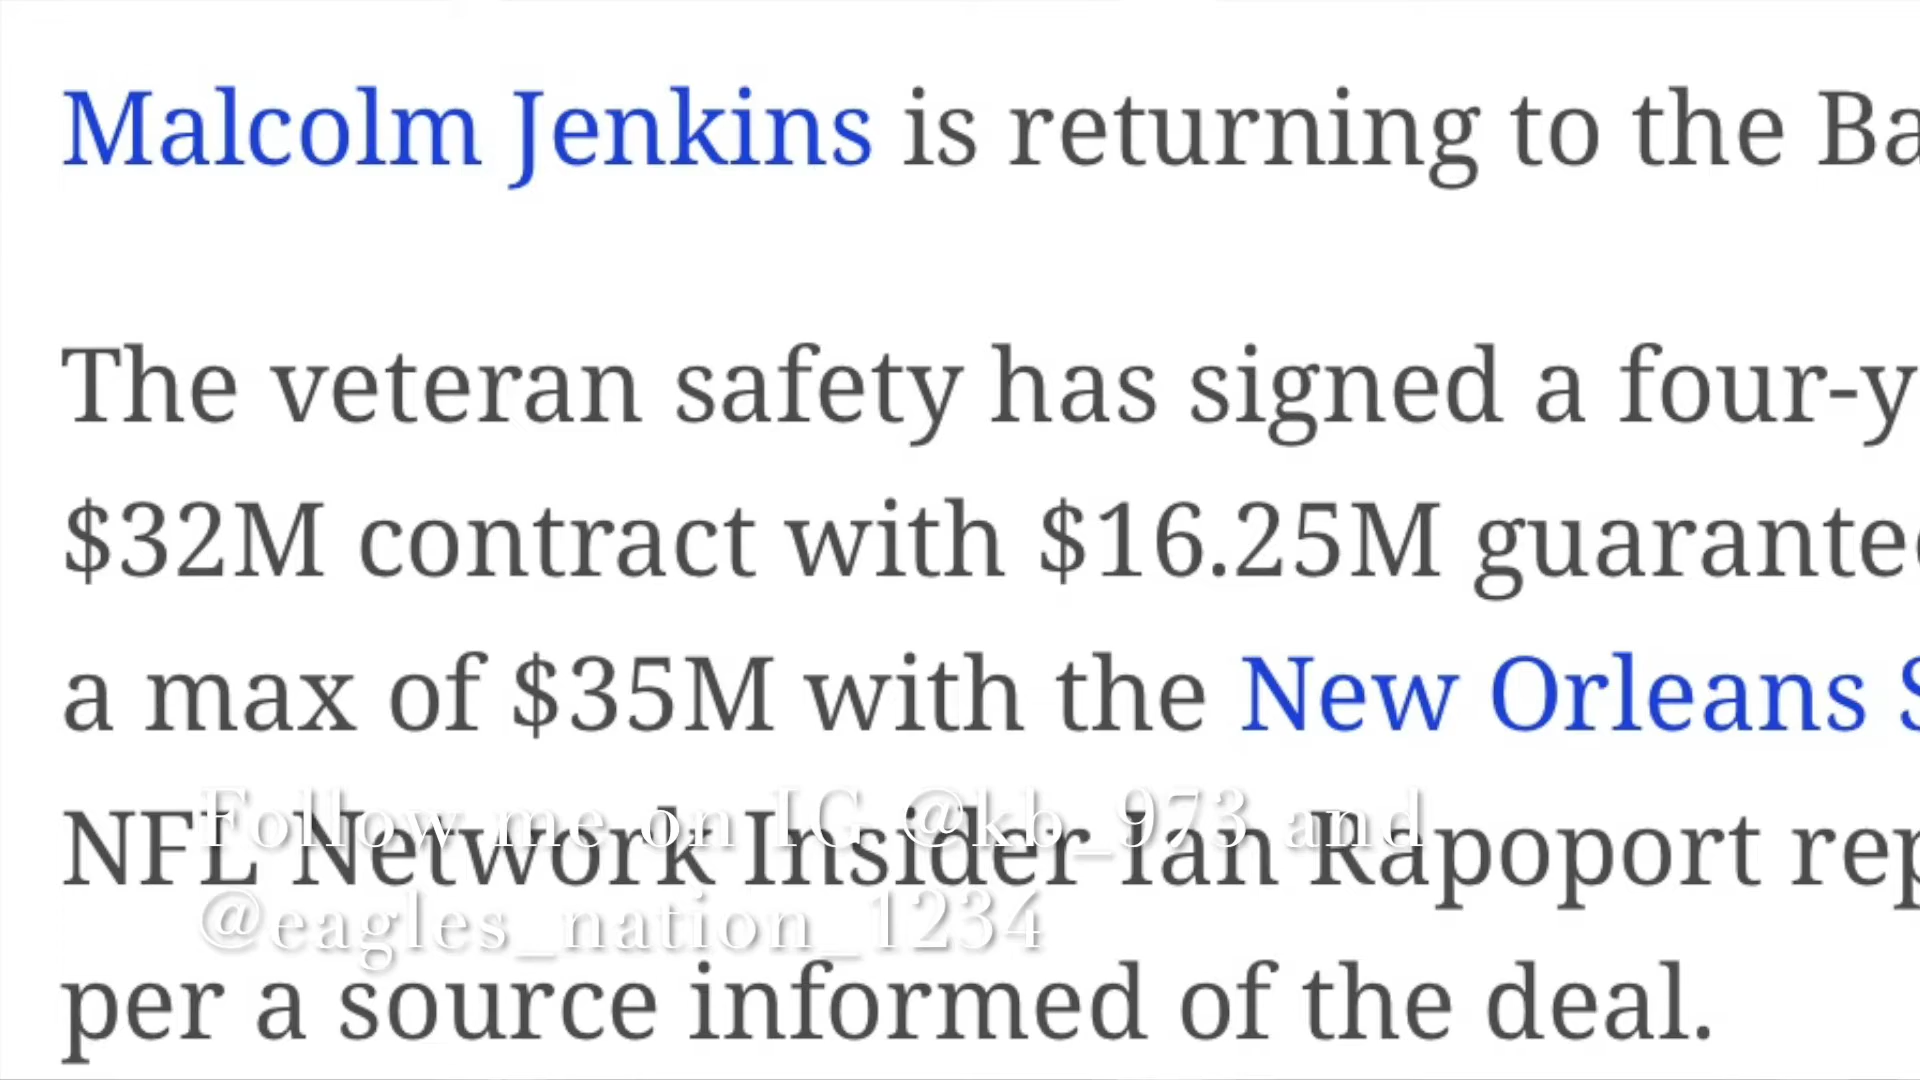 Malcolm Jenkins is returning to the Ba
The veteran safety has signed a four-y
$32M contract with $16.25M guarantee
a max of $35M with the New Orleans S
NFL Network Insider Ian Rapoport rep
Follow me on IG @kb_973 and
@eagles_nation_1234
per a source informed of the deal.